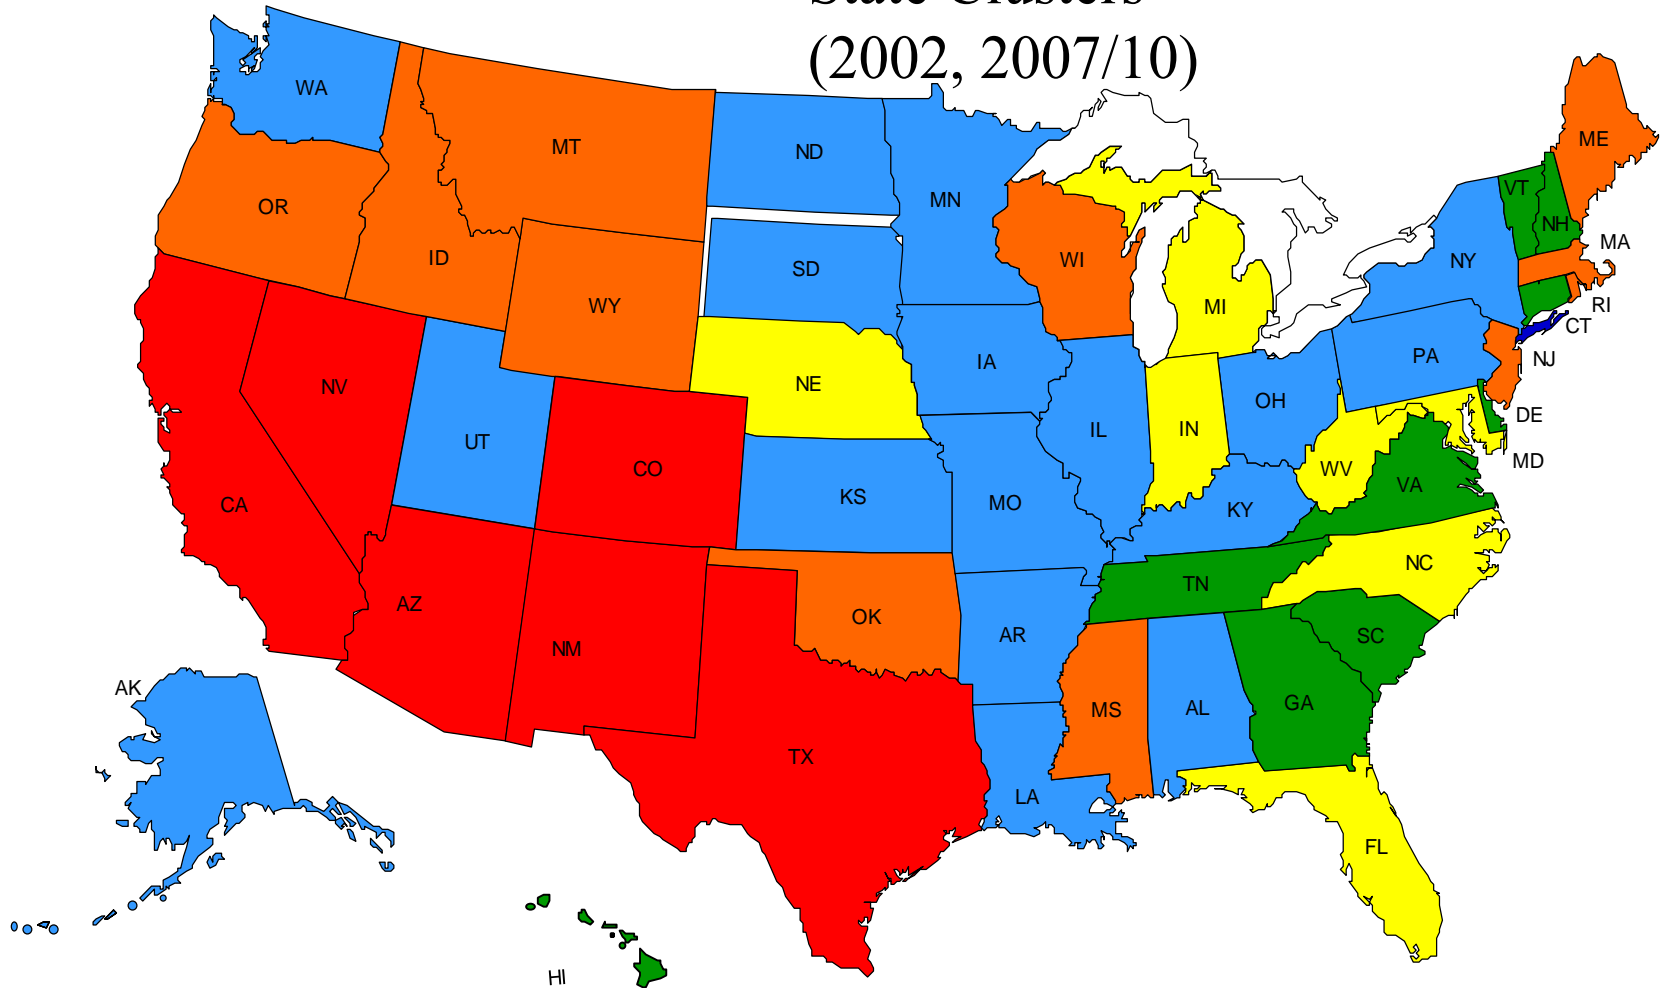 State Clusters
(2002, 2007/10)
WA
MT
ND
MN
ME
VT
NH
MA
OR
ID
WY
SD
WI
MI
NY
RI
CT
NJ
NV
UT
CO
NE
IA
IL
IN
OH
PA
DE
MD
CA
KS
MO
KY
WV
VA
AZ
NM
OK
AR
TN
NC
SC
AK
TX
LA
MS
AL
GA
FL
HI